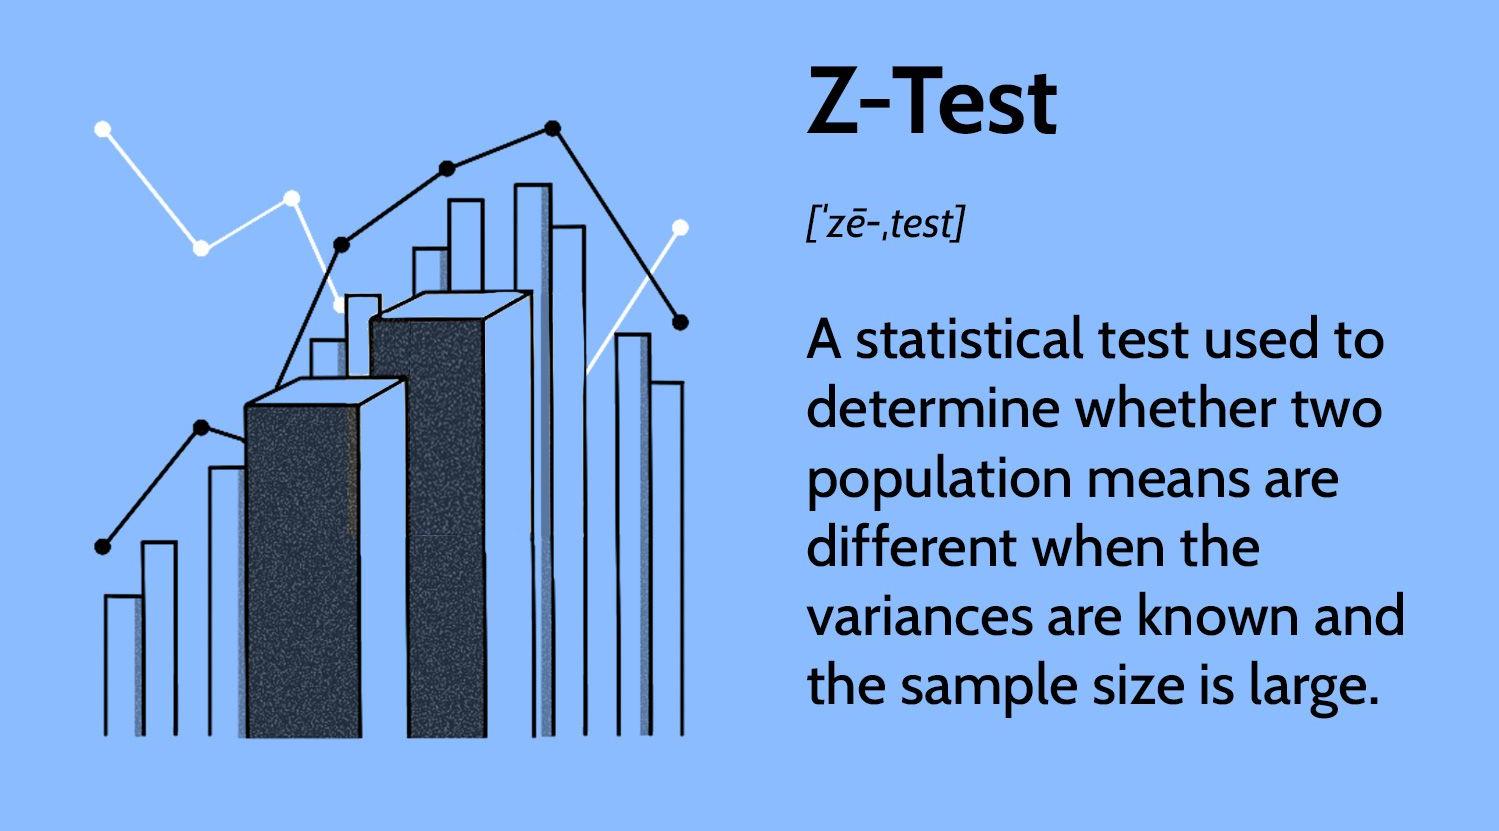 Z-Test
[ˈzē-ˌtest]
A statistical test used to
determine whether two
population means are
different when the
variances are known and
the sample size is large.